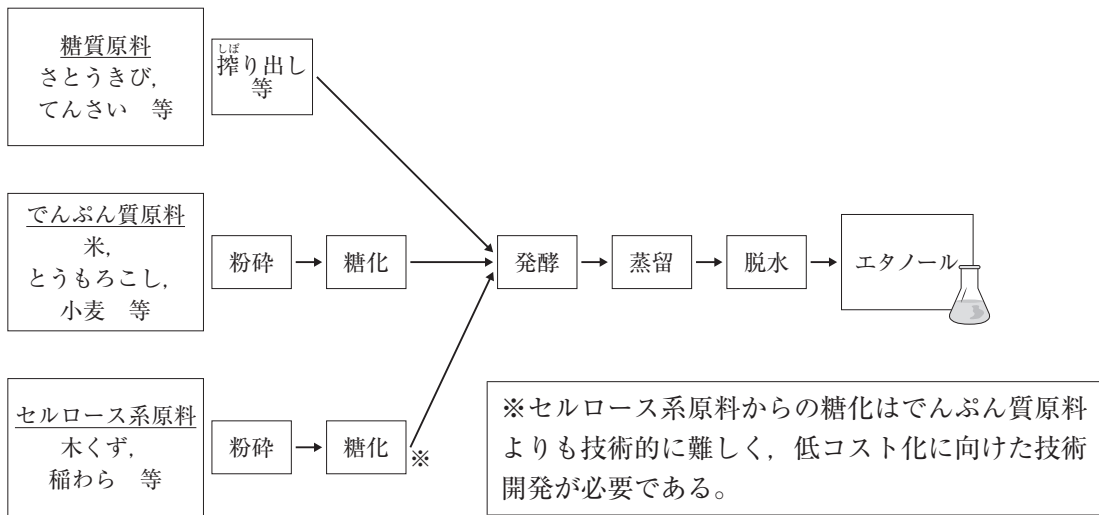 糖質原料
さとうきび,
てんさい 等
しぼ
搾り出し
等
でんぷん質原料
米,
とうもろこし,
小麦 等
粉砕
糖化
発酵
蒸留
脱水
エタノール
セルロース系原料
木くず,
稲わら 等
粉砕
糖化
※
※セルロース系原料からの糖化はでんぷん質原料
よりも技術的に難しく，低コスト化に向けた技術
開発が必要である。